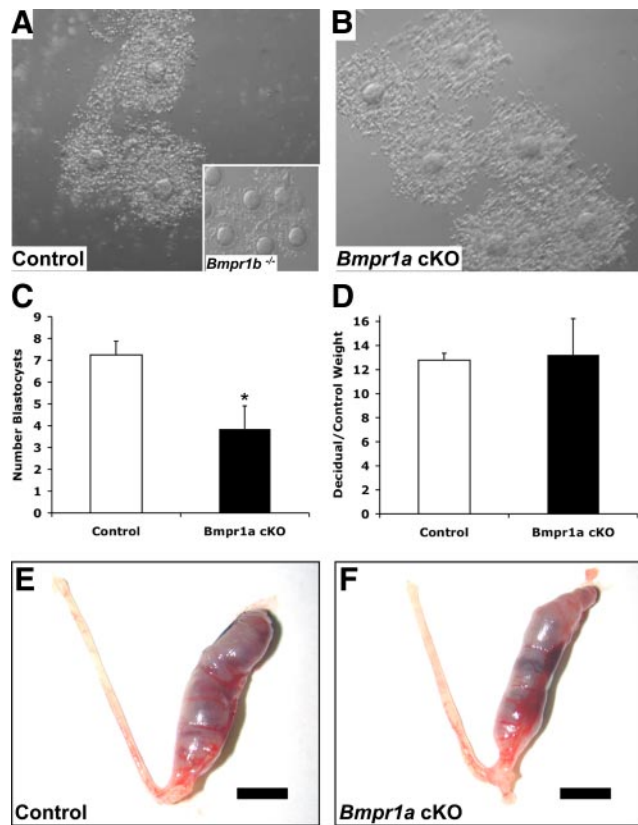 A
B
Control
Bmpr1b -/-
Bmpr1a cKO
C
D
Number Blastocysts
9
8
7
6
5
4
3
2
1
0
*
Control
Bmpr1a cKO
Decidual/Control Weight
16
14
12
10
8
6
4
2
0
Control
Bmpr1a cKO
E
F
Control
Bmpr1a cKO